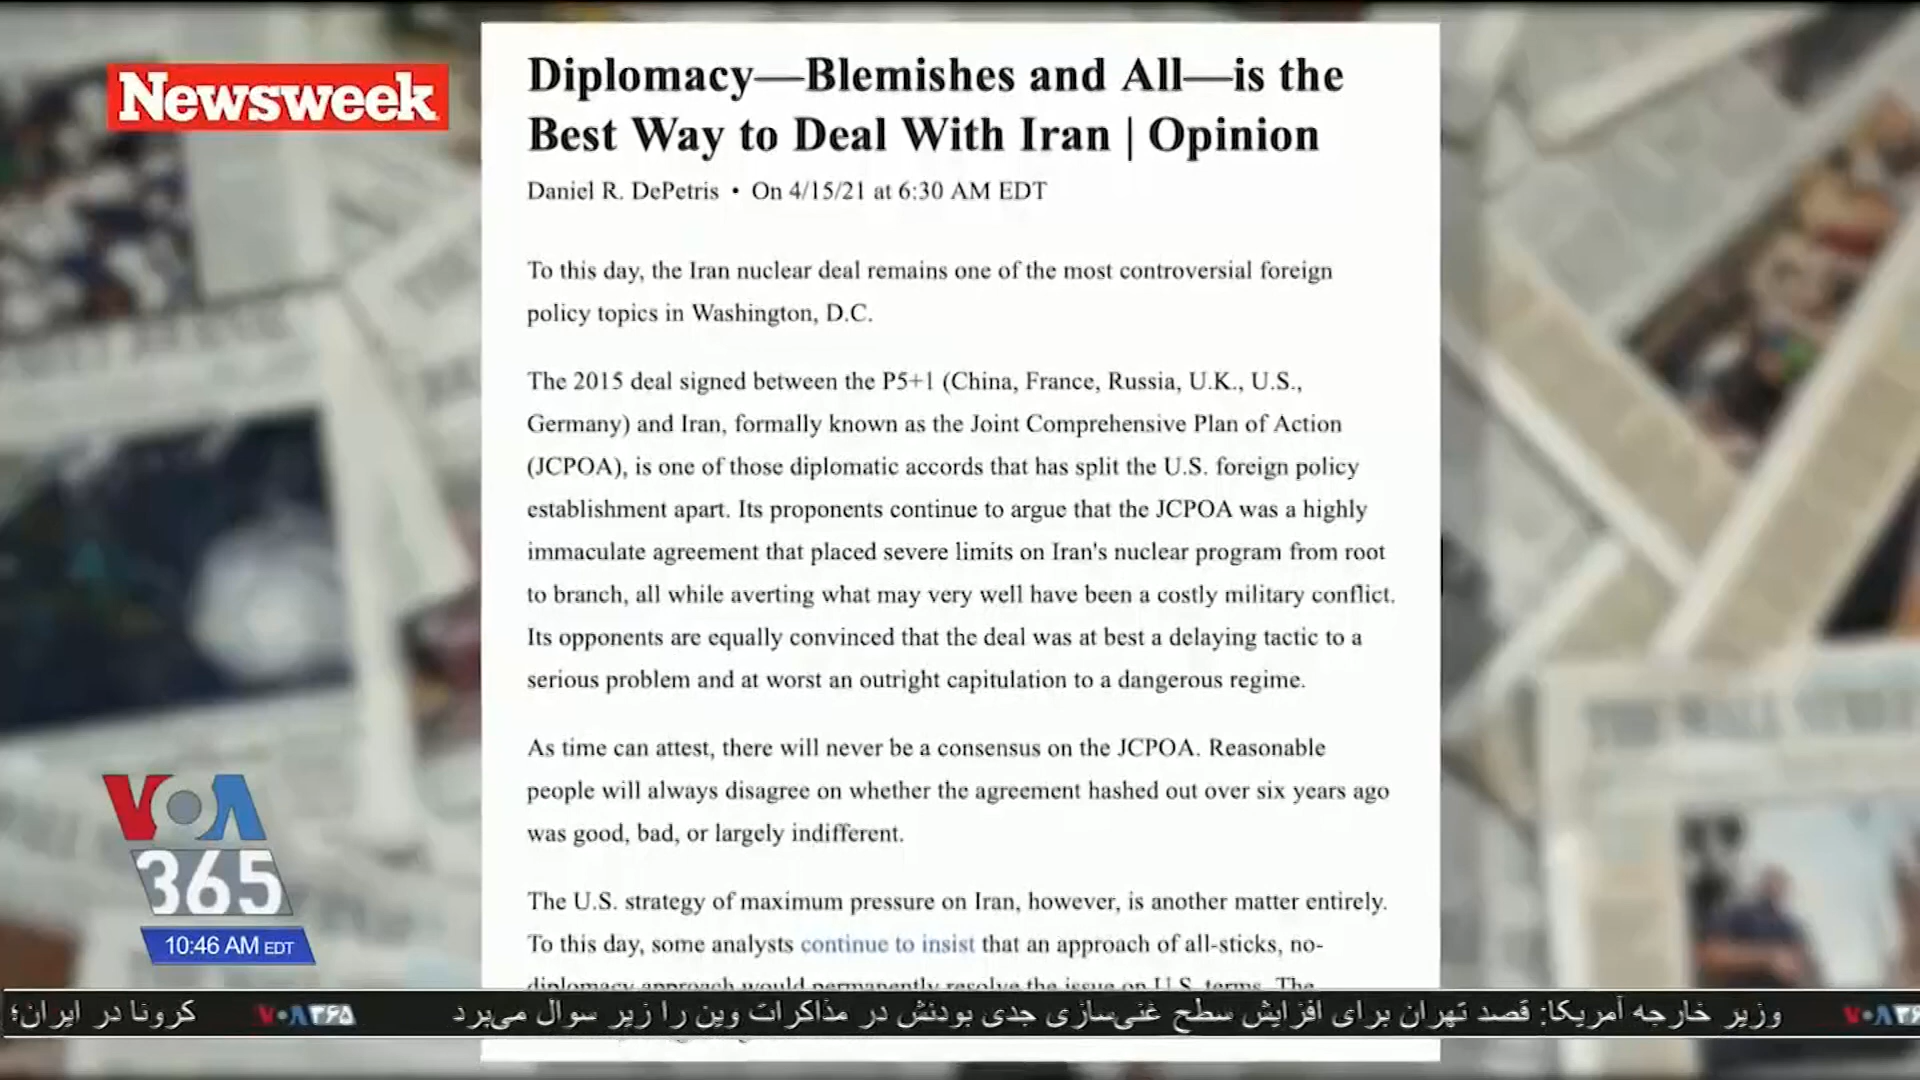 Newsweek
Diplomacy—Blemishes and All—is the
Best Way to Deal With Iran | Opinion
Daniel R. DePetris • On 4/15/21 at 6:30 AM EDT
To this day, the Iran nuclear deal remains one of the most controversial foreign
policy topics in Washington, D.C.
The 2015 deal signed between the P5+1 (China, France, Russia, U.K., U.S.,
Germany) and Iran, formally known as the Joint Comprehensive Plan of Action
(JCPOA), is one of those diplomatic accords that has split the U.S. foreign policy
establishment apart. Its proponents continue to argue that the JCPOA was a highly
immaculate agreement that placed severe limits on Iran's nuclear program from root
to branch, all while averting what may very well have been a costly military conflict.
Its opponents are equally convinced that the deal was at best a delaying tactic to a
serious problem and at worst an outright capitulation to a dangerous regime.
As time can attest, there will never be a consensus on the JCPOA. Reasonable
people will always disagree on whether the agreement hashed out over six years ago
was good, bad, or largely indifferent.
The U.S. strategy of maximum pressure on Iran, however, is another matter entirely.
To this day, some analysts continue to insist that an approach of all-sticks, no-
diplomacy approach would permanently resolve the issue on U.S. terms. The
VOA
365
10:46 AM EDT
وزیر خارجه آمریکا: قصد تهران برای افزایش سطح غنی‌سازی جدی بودنش در مذاکرات وین را زیر سوال می‌برد VOA۳۶۵ کرونا در ایران؛